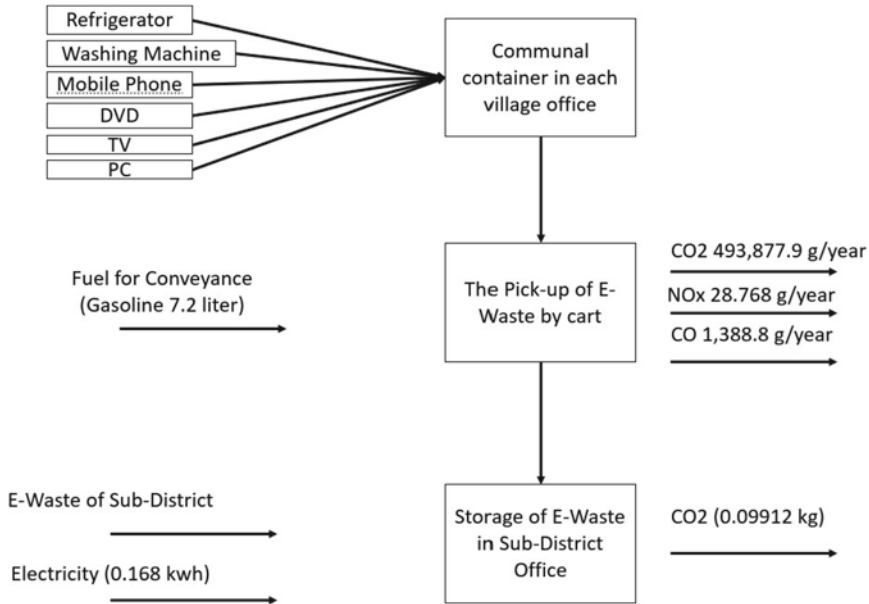 Refrigerator
Washing Machine
Mobile Phone
DVD
TV
PC
Communal
container in each
village office
Fuel for Conveyance
(Gasoline 7.2 liter)
The Pick-up of E-
Waste by cart
CO2 493,877.9 g/year
NOx 28.768 g/year
CO 1,388.8 g/year
E-Waste of Sub-District
Electricity (0.168 kwh)
Storage of E-Waste
in Sub-District
Office
CO2 (0.09912 kg)